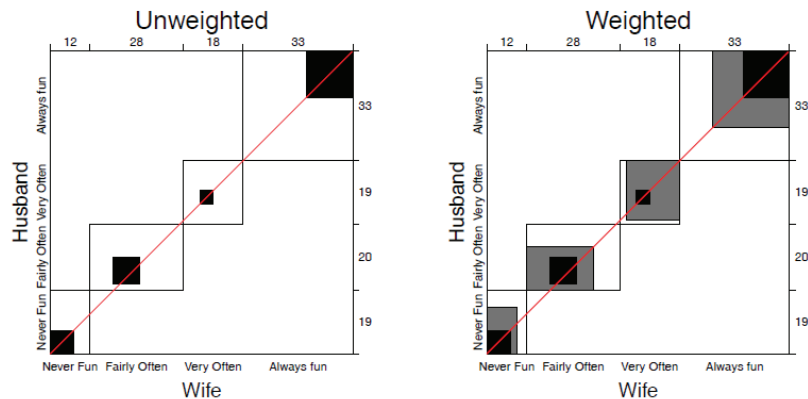 Unweighted
12 28 18 33
Husband
Always fun
Very Often
Fairly Often
Never Fun
33
19
20
19
Never Fun Fairly Often Very Often Always fun
Wife
Weighted
12 28 18 33
Husband
Always fun
Very Often
Fairly Often
Never Fun
33
19
20
19
Never Fun Fairly Often Very Often Always fun
Wife